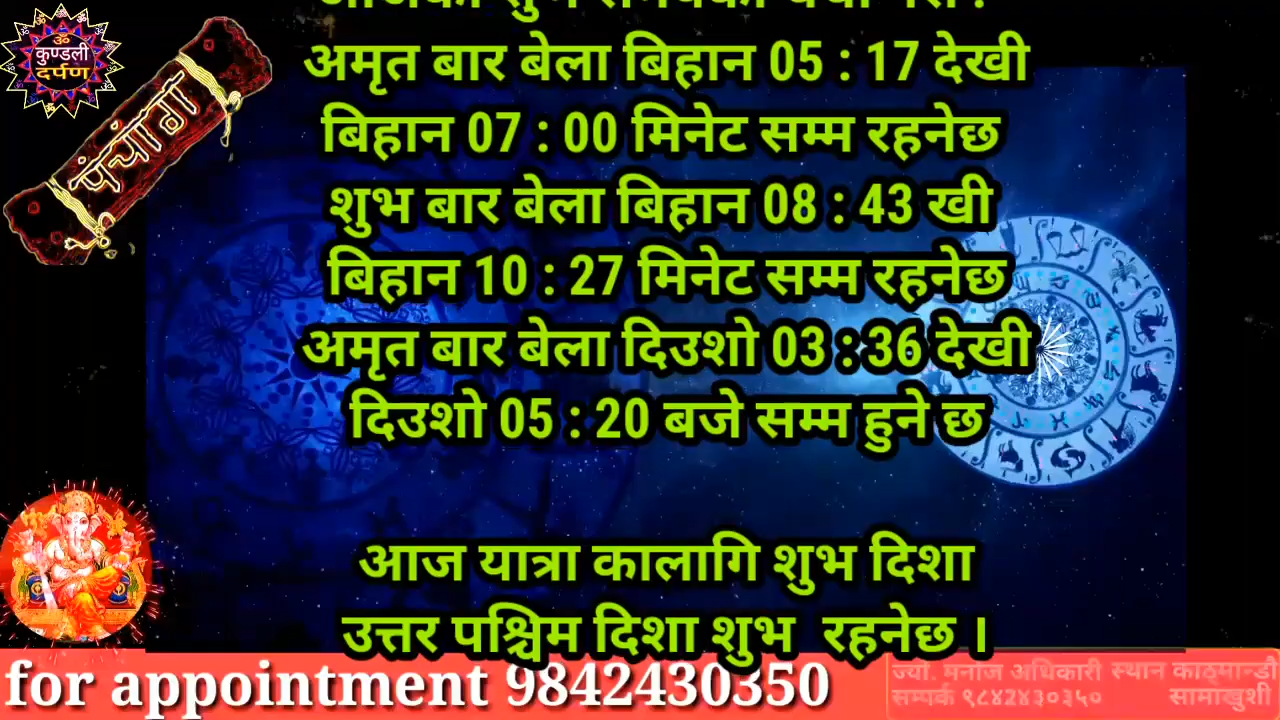 कुण्डली
दर्पण
पंचांग
अमृत बार बेला बिहान 05 : 17 देखी
बिहान 07 : 00 मिनेट सम्म रहनेछ
शुभ बार बेला बिहान 08 : 43 खी
बिहान 10 : 27 मिनेट सम्म रहनेछ
अमृत बार बेला दिउशो 03 : 36 देखी
दिउशो 05 : 20 बजे सम्म हुने छ
आज यात्रा कालागि शुभ दिशा
उत्तर पश्चिम दिशा शुभ रहनेछ ।
for appointment 9842430350
ज्यो. मनोज अधिकारी स्थान काठमान्डौ
सम्पर्क ९८४२४३०३५० सामाखुशी